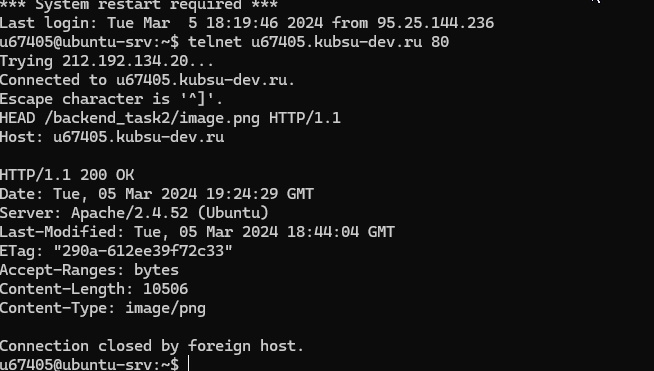 *** System restart required ***
Last login: Tue Mar  5 18:19:46 2024 from 95.25.144.236
u67405@ubuntu-srv:~$ telnet u67405.kubsu-dev.ru 80
Trying 212.192.134.20...
Connected to u67405.kubsu-dev.ru.
Escape character is '^]'.
HEAD /backend_task2/image.png HTTP/1.1
Host: u67405.kubsu-dev.ru

HTTP/1.1 200 OK
Date: Tue, 05 Mar 2024 19:24:29 GMT
Server: Apache/2.4.52 (Ubuntu)
Last-Modified: Tue, 05 Mar 2024 18:44:04 GMT
ETag: "290a-612ee39f72c33"
Accept-Ranges: bytes
Content-Length: 10506
Content-Type: image/png

Connection closed by foreign host.
u67405@ubuntu-srv:~$